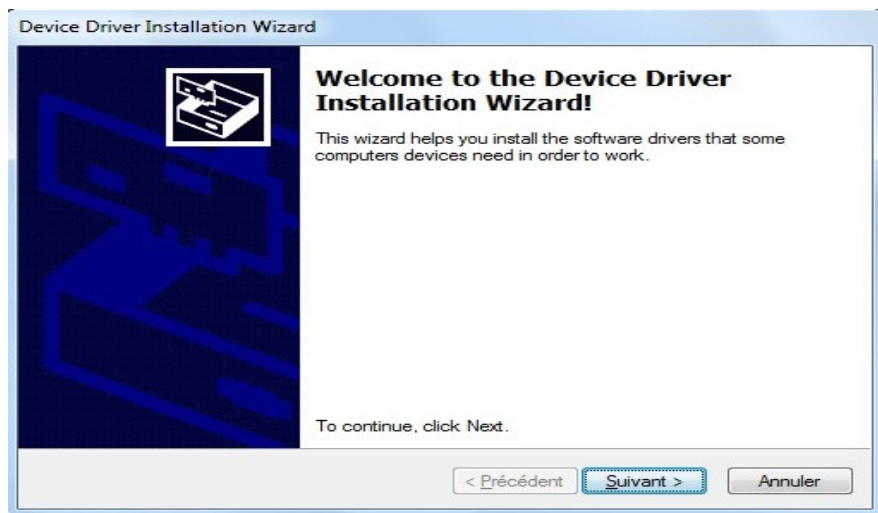 Device Driver Installation Wizard
Welcome to the Device Driver
Installation Wizard!
This wizard helps you install the software drivers that some
computers devices need in order to work.
To continue, click Next.
< Précédent
Suivant >
Annuler